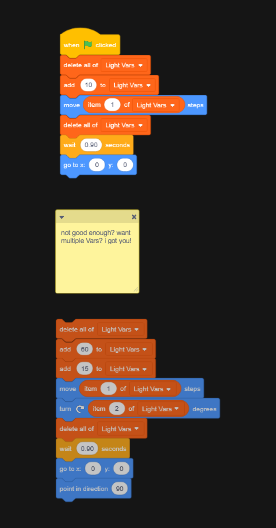 when clicked
delete all of Light Vars
add 10 to Light Vars
move item 1 of Light Vars steps
delete all of Light Vars
wait 0.90 seconds
go to x: 0 y: 0
not good enough? want
multiple Vars? i got you!
delete all of Light Vars
add 60 to Light Vars
add 15 to Light Vars
move item 1 of Light Vars steps
turn item 2 of Light Vars degrees
delete all of Light Vars
wait 0.90 seconds
go to x: 0 y: 0
point in direction 90